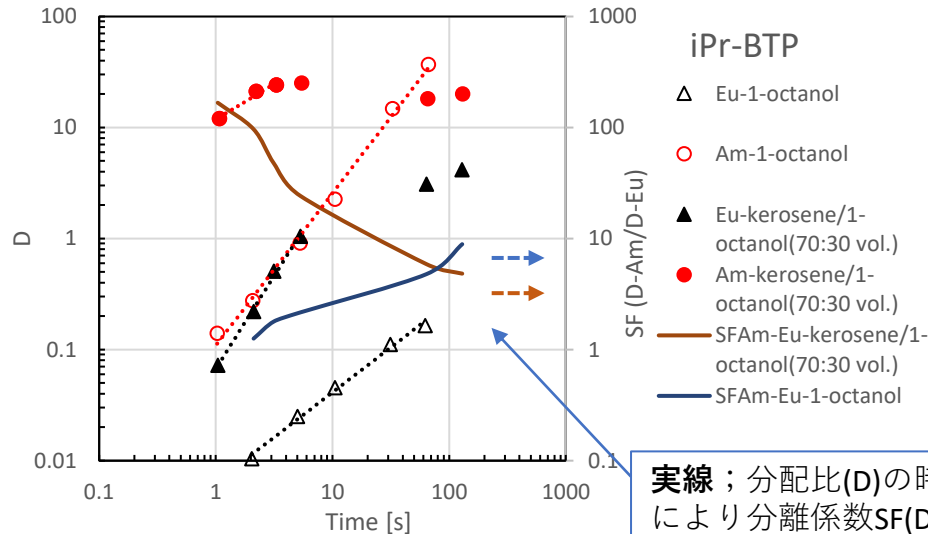 100
10
1
0.1
0.01
D
0.1
1
10
100
1000
Time [s]
1000
100
10
1
0.1
SF (D-Am/D-Eu)
iPr-BTP
Eu-1-octanol
Am-1-octanol
Eu-kerosene/1-
octanol(70:30 vol.)
Am-kerosene/1-
octanol(70:30 vol.)
SFAm-Eu-kerosene/1-
octanol(70:30 vol.)
SFAm-Eu-1-octanol
実線；分配比(D)の時
により分離係数SF(D